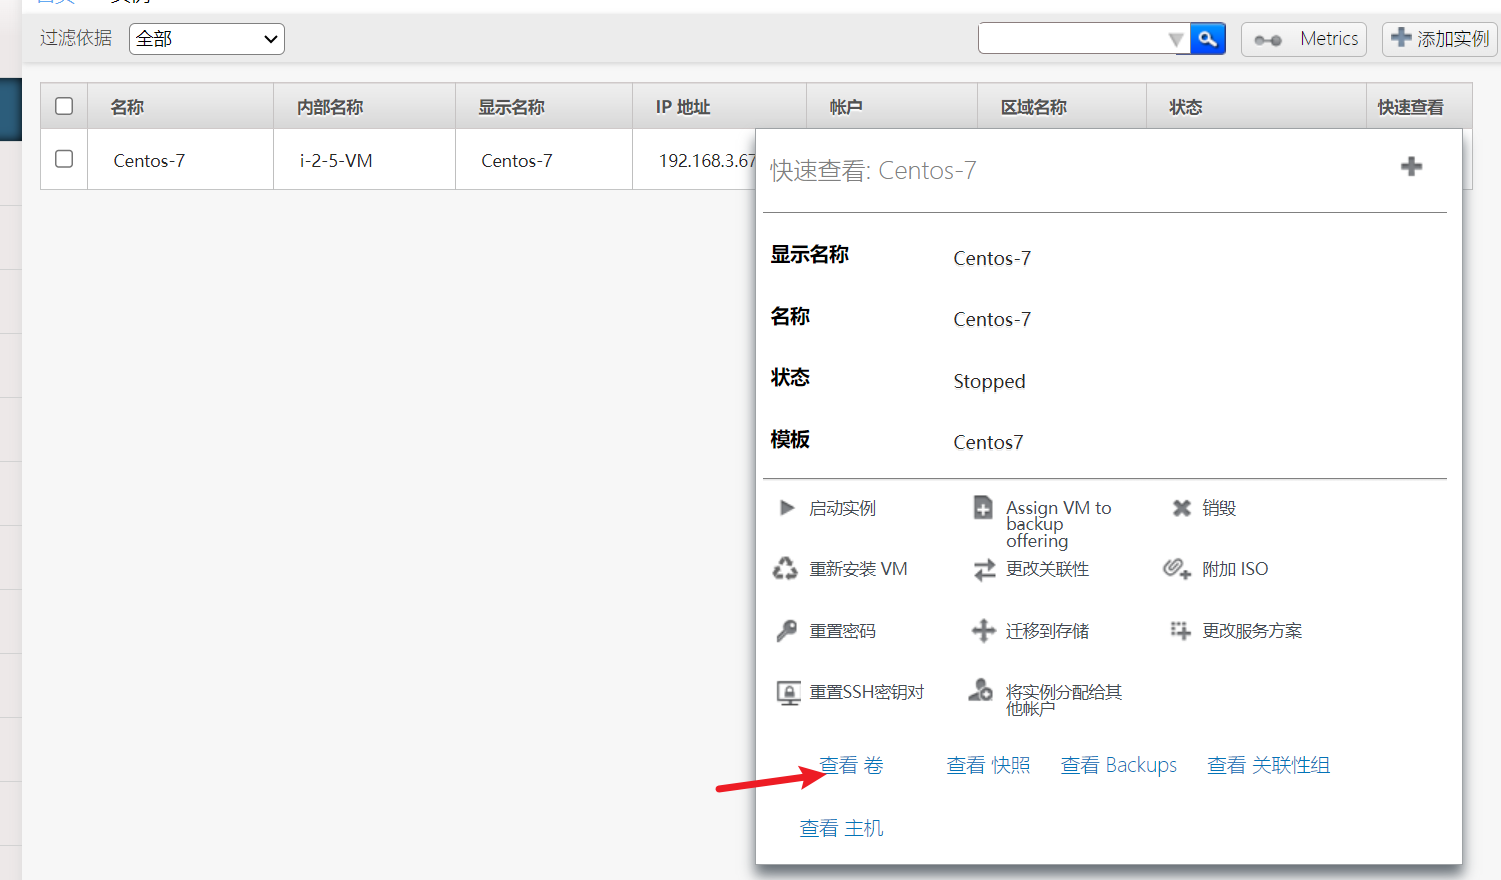 过滤依据 全部 Metrics 添加实例
名称 内部名称 显示名称 IP 地址 帐户 区域名称 状态 快速查看
Centos-7 i-2-5-VM Centos-7 192.168.3.67
快速查看: Centos-7
显示名称 Centos-7
名称 Centos-7
状态 Stopped
模板 Centos7
启动实例
Assign VM to
backup
offering
销毁
重新安装 VM
更改关联性
附加 ISO
重置密码
迁移到存储
更改服务方案
重置SSH密钥对
将实例分配给其
他帐户
查看 卷 查看 快照 查看 Backups 查看 关联性组
查看 主机